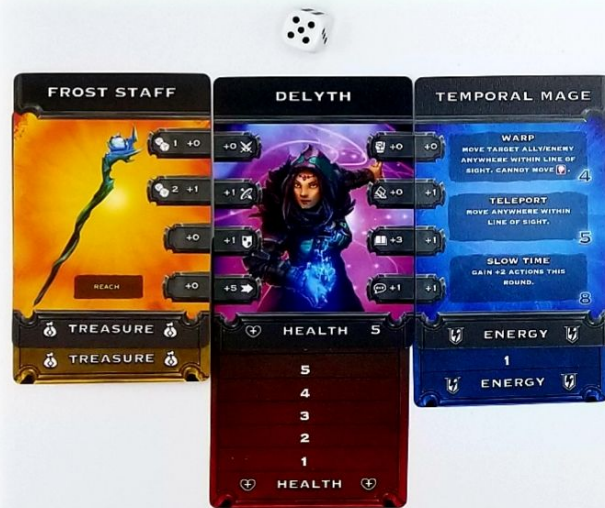 FROST STAFF
1 +0
2 +1
+0
+0
REACH
TREASURE
TREASURE
DELYTH
+0
+1
+1
+5
+0
+0
+3
+1
HEALTH 5
5
4
3
2
1
HEALTH
TEMPORAL MAGE
+0
+1
+1
+1
WARP
MOVE TARGET ALLY/ENEMY
ANYWHERE WITHIN LINE OF
SIGHT. CANNOT MOVE
4
TELEPORT
MOVE ANYWHERE WITHIN
LINE OF SIGHT.
5
SLOW TIME
GAIN +2 ACTIONS THIS
ROUND.
8
ENERGY
1
ENERGY